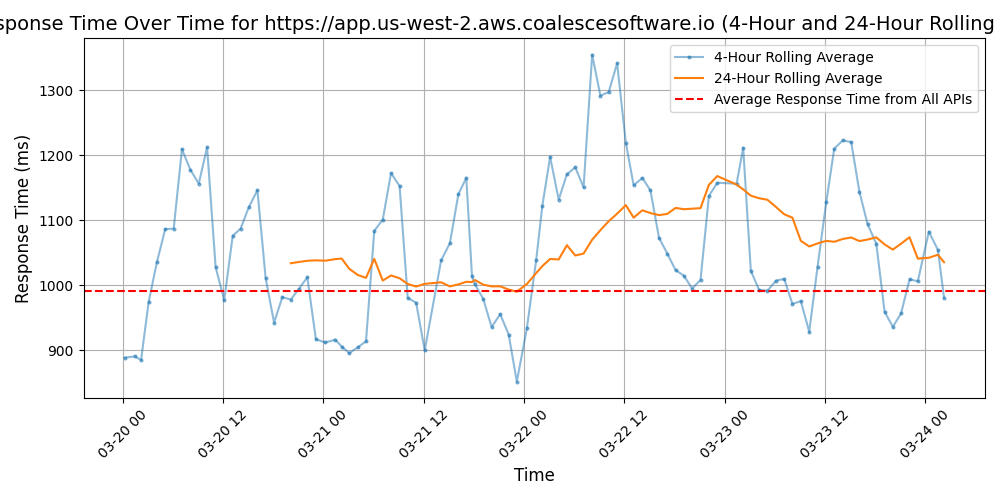 sponse Time Over Time for https://app.us-west-2.aws.coalescesoftware.io (4-Hour and 24-Hour Rolling
4-Hour Rolling Average
24-Hour Rolling Average
Average Response Time from All APIs
Response Time (ms)
1300
1200
1100
1000
900
03-20 00
03-20 12
03-21 00
03-21 12
03-22 00
03-22 12
03-23 00
03-23 12
03-24 00
Time